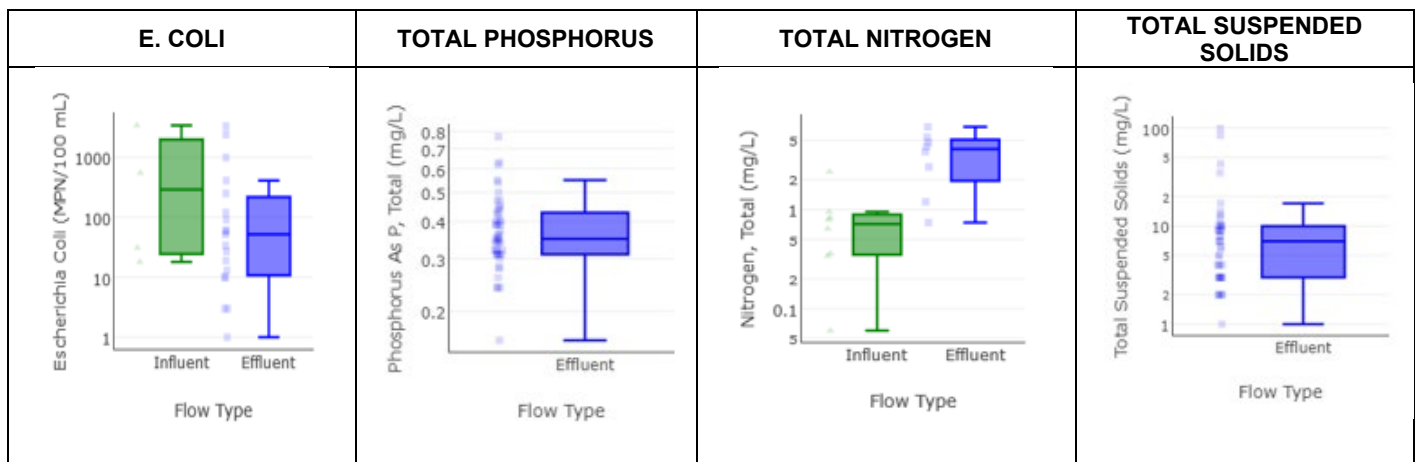 E. COLI
TOTAL PHOSPHORUS
TOTAL NITROGEN
TOTAL SUSPENDED
SOLIDS
Escherichia Coli (MPN/100 mL)
1000
100
10
1
Influent
Effluent
Flow Type
Phosphorus As P, Total (mg/L)
0.8
0.7
0.6
0.5
0.4
0.3
0.2
Effluent
Flow Type
Nitrogen, Total (mg/L)
5
2
1
5
2
0.1
5
Influent
Effluent
Flow Type
Total Suspended Solids (mg/L)
100
5
2
10
5
2
1
Effluent
Flow Type